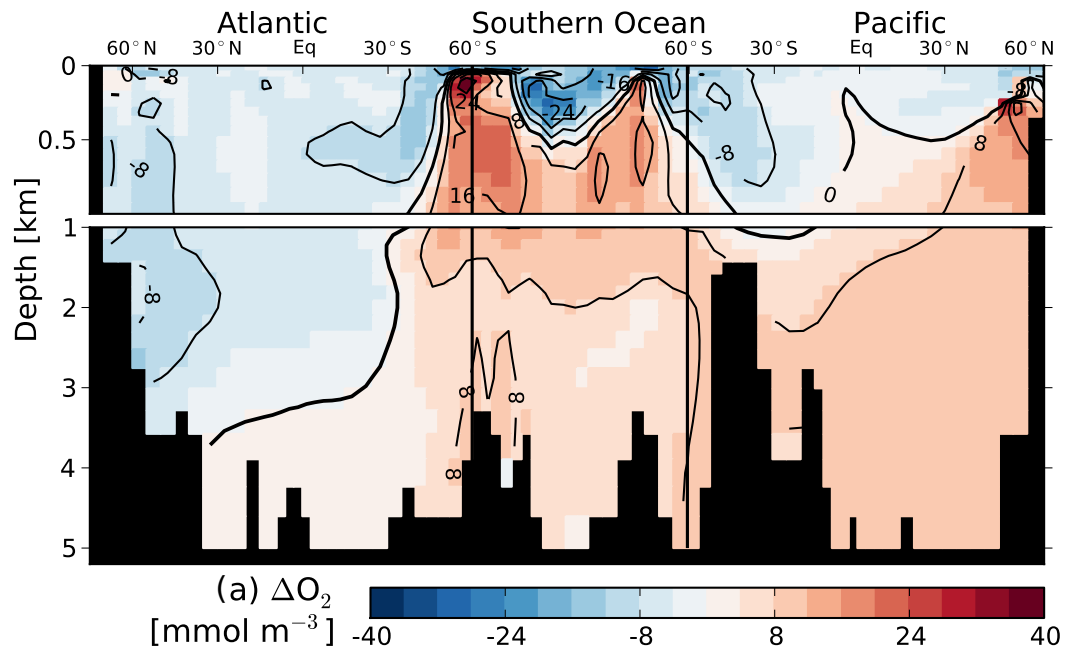 Atlantic Southern Ocean Pacific
60°N 30°N Eq 30°S 60°S 60°S 30°S Eq 30°N 60°N
0
0 -8 -16 -8
24 -24 8
0.5
-8 -8 8
16 0
1
-8
2
3
8 8
4
8
5
Depth [km]
(a) ΔO₂
[mmol m⁻³]
-40 -24 -8 8 24 40